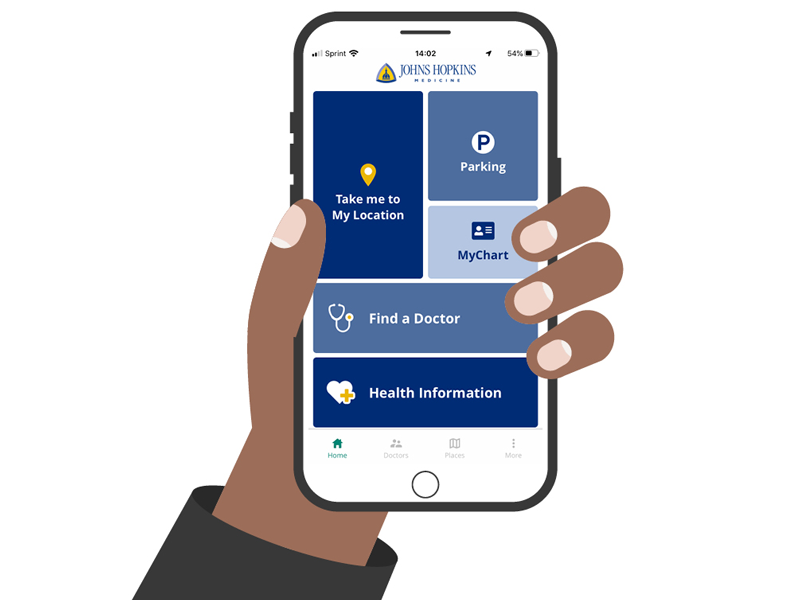 Sprint 14:02 54%
JOHNS HOPKINS
MEDICINE
Take me to
My Location
P
Parking
MyChart
Find a Doctor
Health Information
Home Doctors Places More